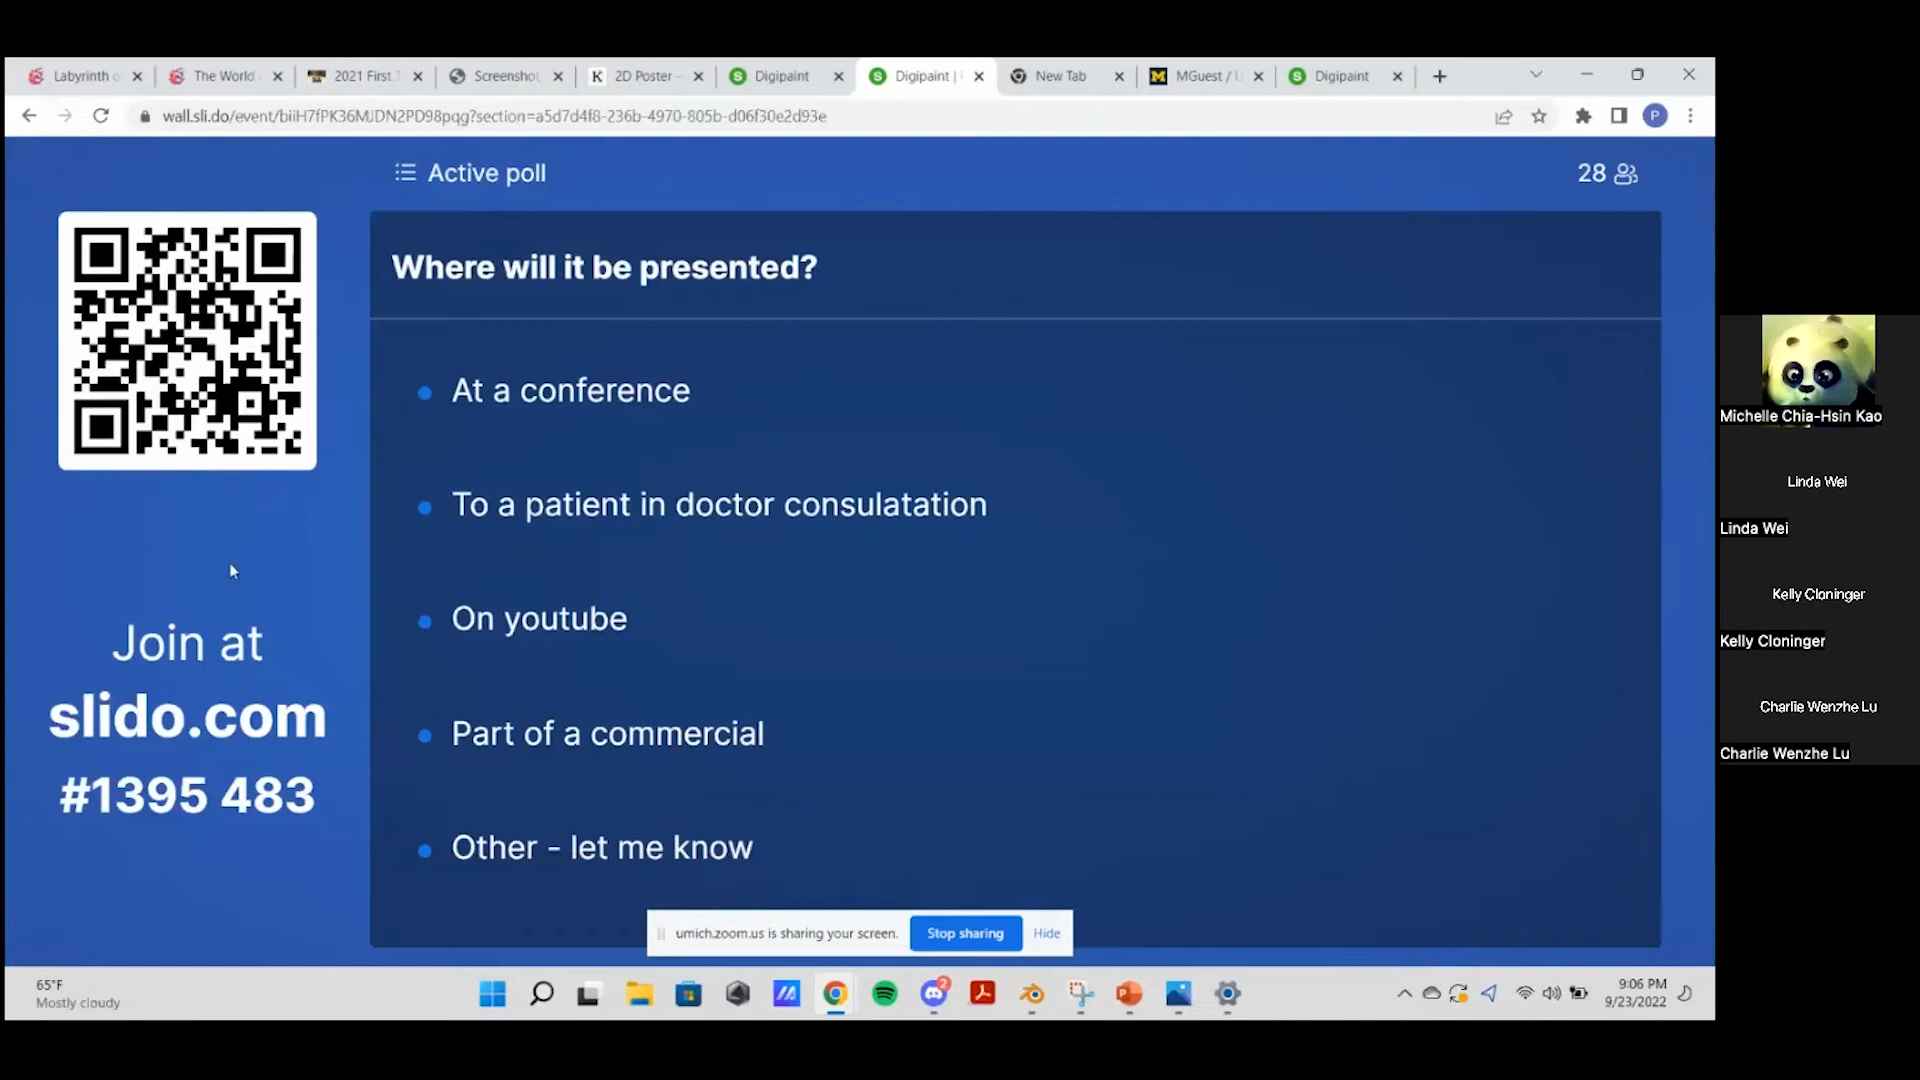 Labyrinth o
The World
2021 First T
Screenshot
K
2D Poster -
Digipaint
Digipaint |
New Tab
MGuest / U
Digipaint
wall.sli.do/event/biiH7fPK36MJDN2PD98pqg?section=a5d7d4f8-236b-4970-805b-d06f30e2d93e
P
Active poll
28
Where will it be presented?
At a conference
To a patient in doctor consulatation
On youtube
Part of a commercial
Other - let me know
Join at
slido.com
#1395 483
umich.zoom.us is sharing your screen.
Stop sharing
Hide
Michelle Chia-Hsin Kao
Linda Wei
Linda Wei
Kelly Cloninger
Kelly Cloninger
Charlie Wenzhe Lu
Charlie Wenzhe Lu
65°F
Mostly cloudy
2
9:06 PM
9/23/2022